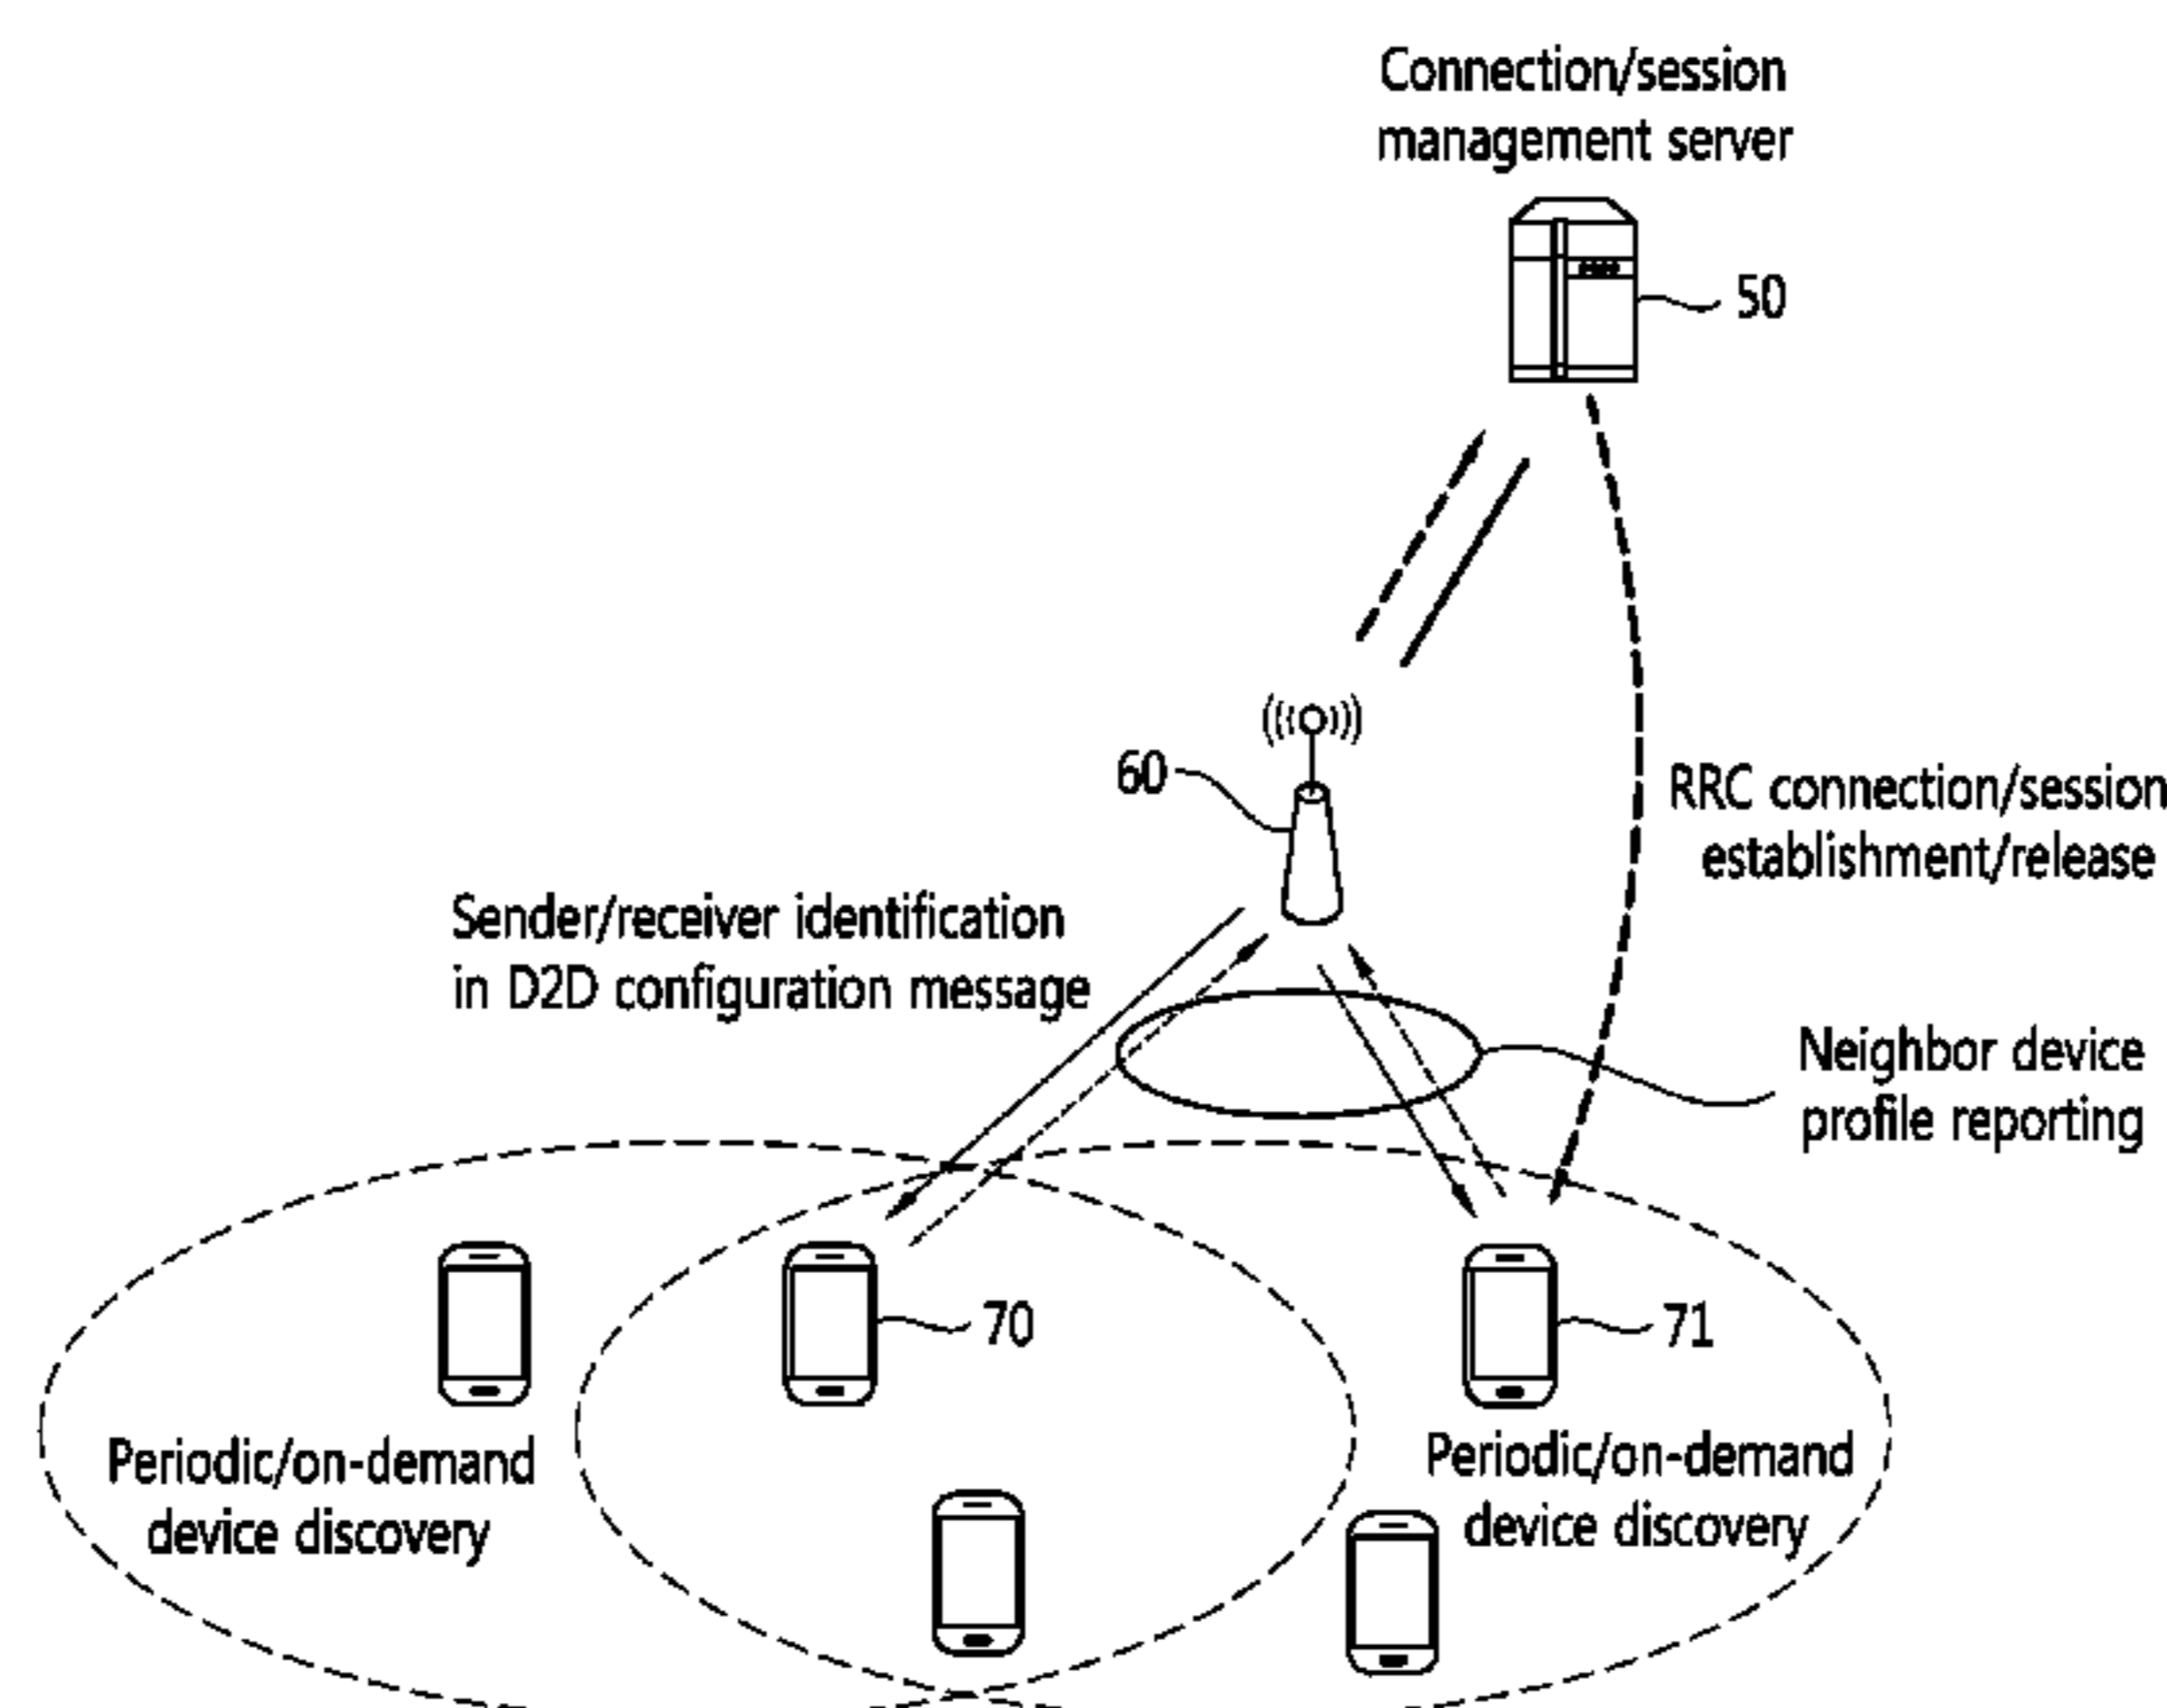 Connection/session
management server
50
60
RRC connection/session
establishment/release
Sender/receiver identification
in D2D configuration message
Neighbor device
profile reporting
70
71
Periodic/on-demand
device discovery
Periodic/on-demand
device discovery